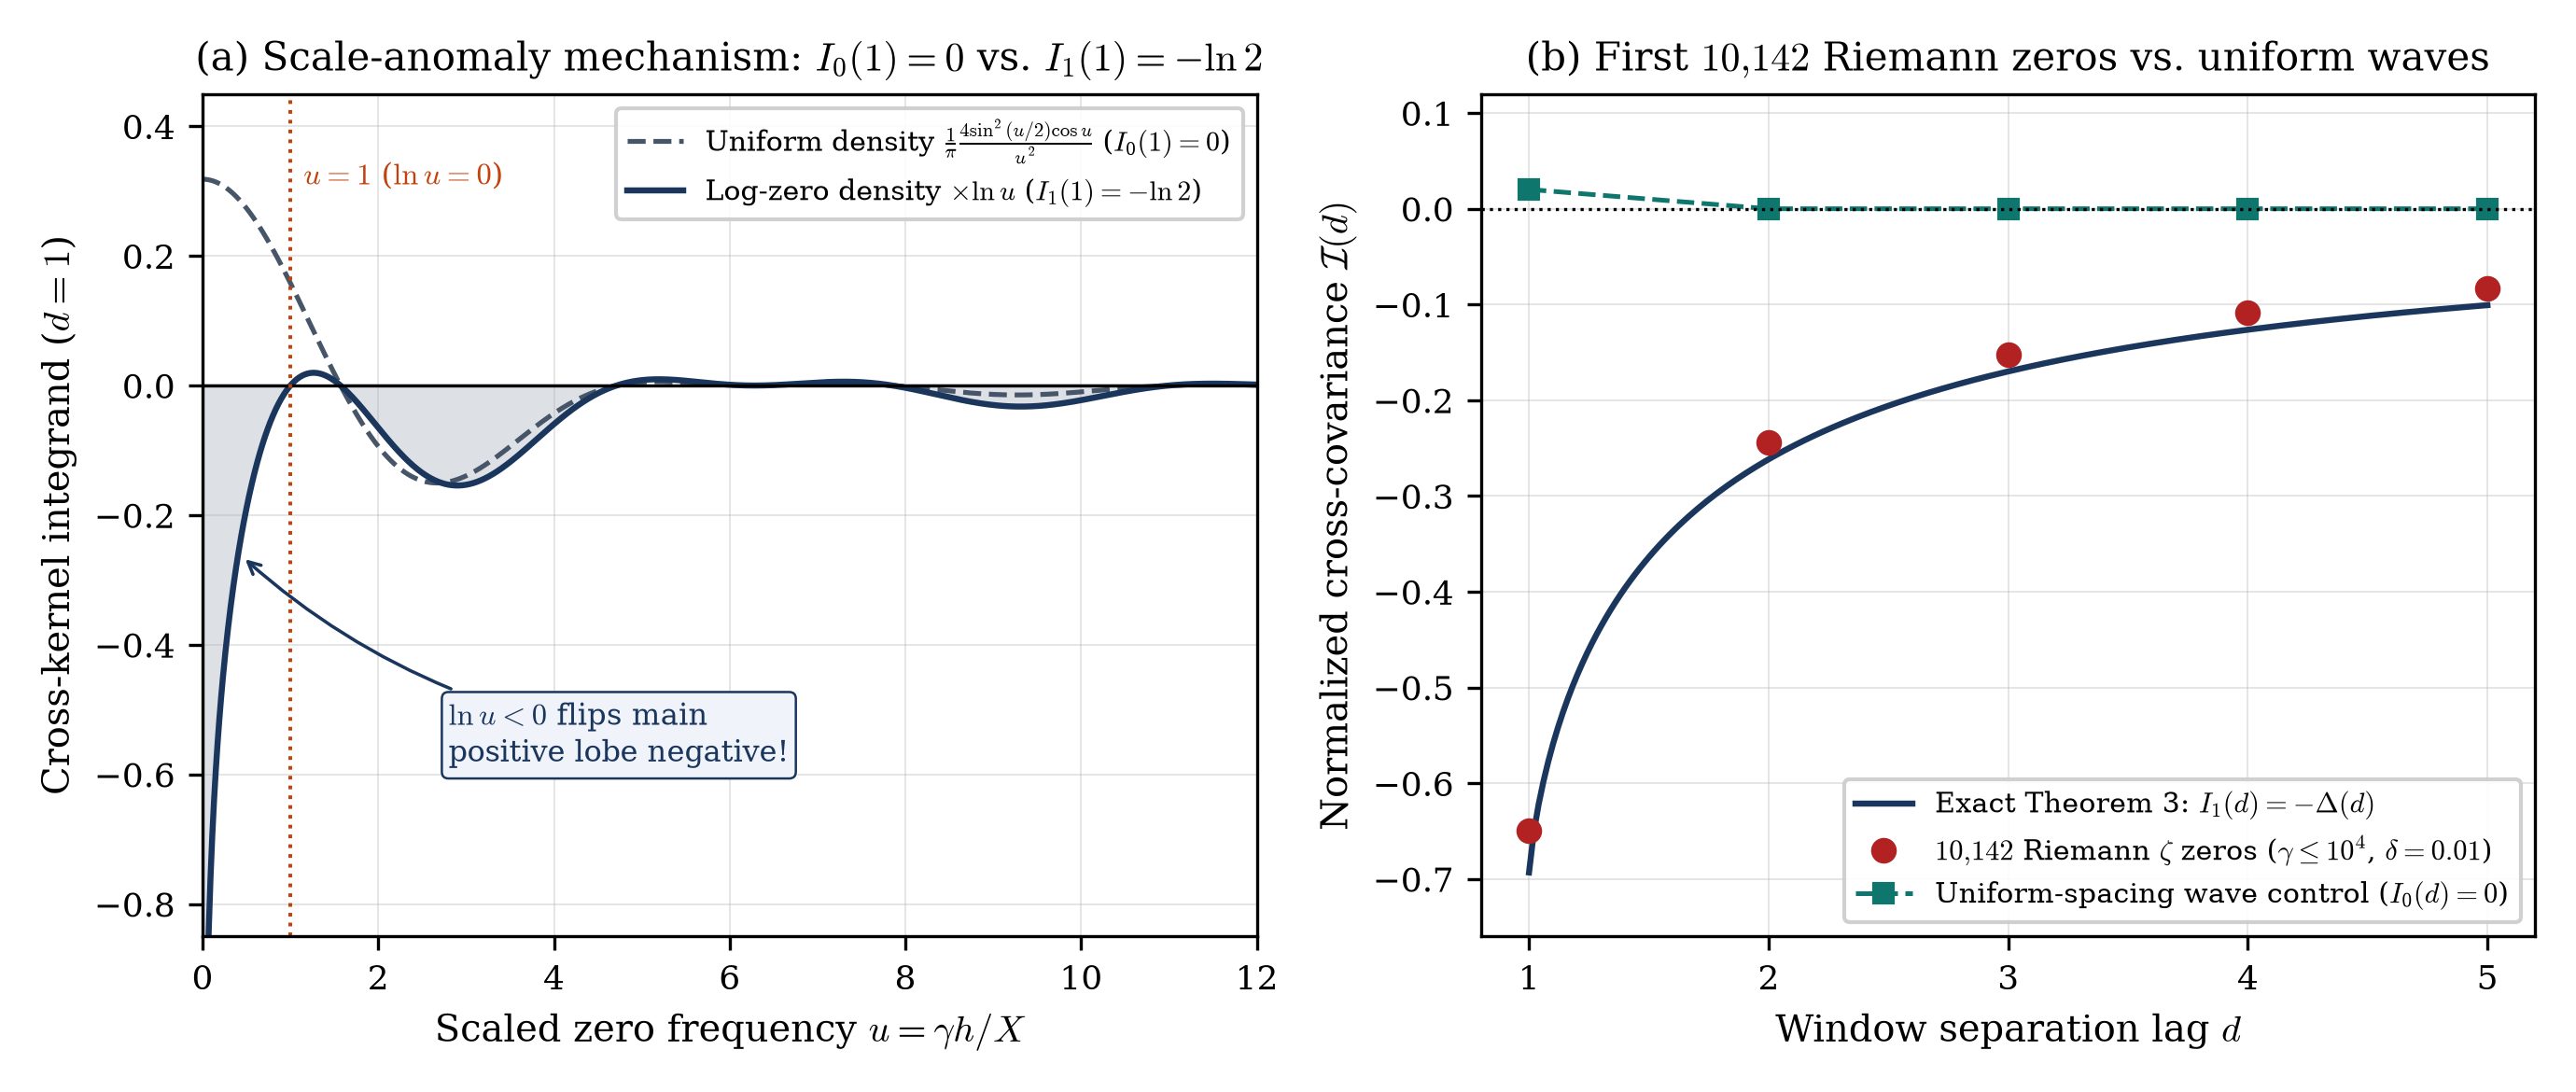 (a) Scale-anomaly mechanism: I₀(1) = 0 vs. I₁(1) = −ln 2
Cross-kernel integrand (d = 1)
0.4
0.2
0.0
−0.2
−0.4
−0.6
−0.8
u = 1 (ln u = 0)
Uniform density 1/π 4sin² (u/2)cos u / u² (I₀(1) = 0)
Log-zero density ×ln u (I₁(1) = −ln 2)
ln u < 0 flips main
positive lobe negative!
0 2 4 6 8 10 12
Scaled zero frequency u = γh/X
(b) First 10,142 Riemann zeros vs. uniform waves
Normalized cross-covariance ℐ(d)
0.1
0.0
−0.1
−0.2
−0.3
−0.4
−0.5
−0.6
−0.7
Exact Theorem 3: I₁(d) = −Δ(d)
10,142 Riemann ζ zeros (γ ≤ 10⁴, δ = 0.01)
Uniform-spacing wave control (I₀(d) = 0)
1 2 3 4 5
Window separation lag d